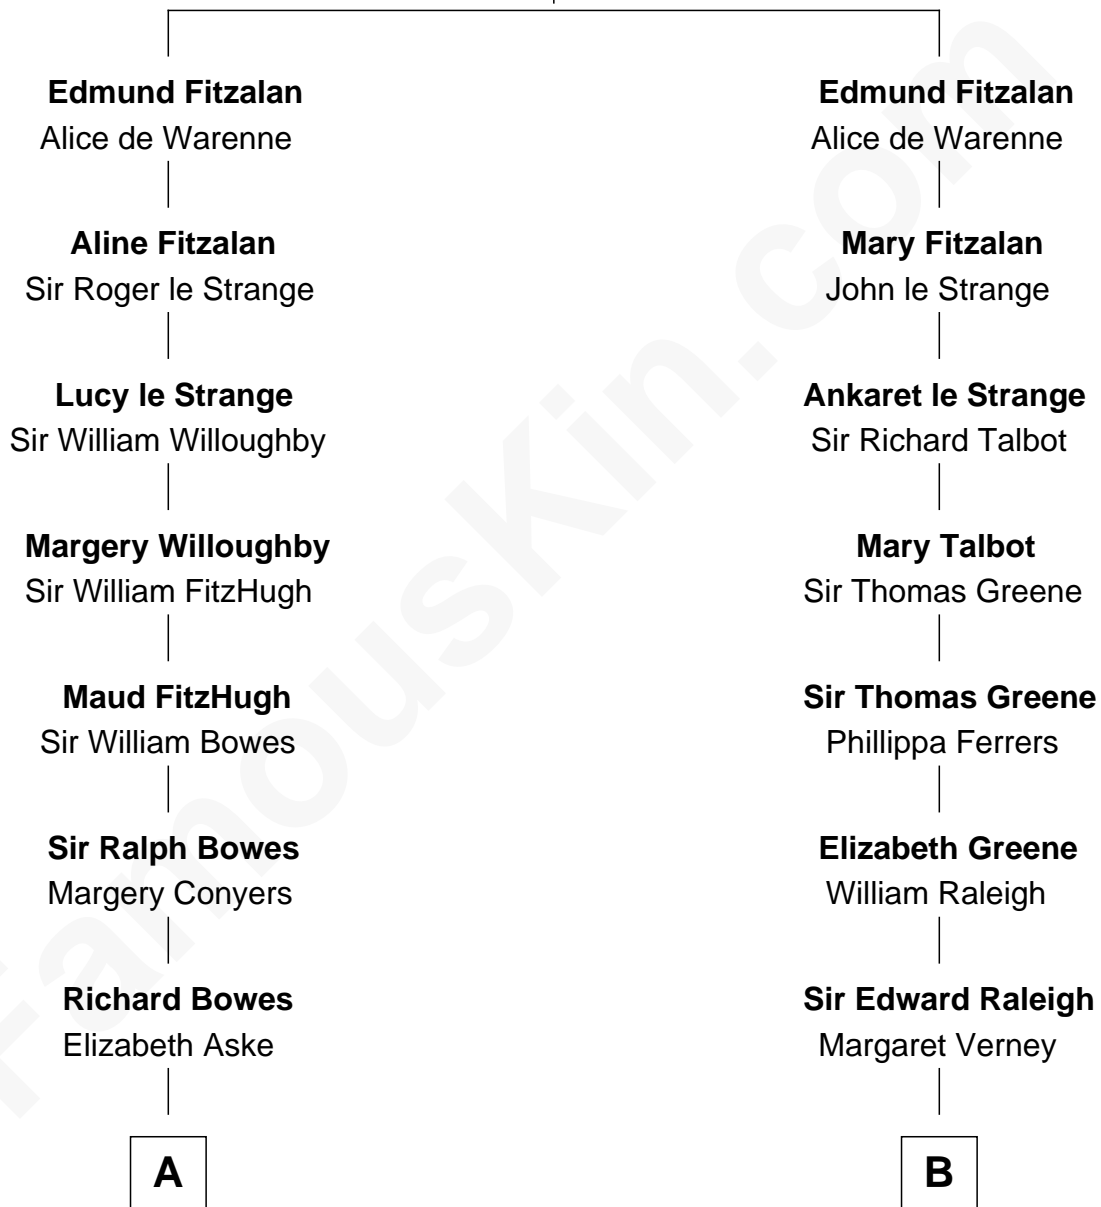 Edmund Fitzalan
Alice de Warenne
Aline Fitzalan
Sir Roger le Strange
Lucy le Strange
Sir William Willoughby
Margery Willoughby
Sir William FitzHugh
Maud FitzHugh
Sir William Bowes
Sir Ralph Bowes
Margery Conyers
Richard Bowes
Elizabeth Aske
A
Edmund Fitzalan
Alice de Warenne
Mary Fitzalan
John le Strange
Ankaret le Strange
Sir Richard Talbot
Mary Talbot
Sir Thomas Greene
Sir Thomas Greene
Phillippa Ferrers
Elizabeth Greene
William Raleigh
Sir Edward Raleigh
Margaret Verney
B
FamousKin.com